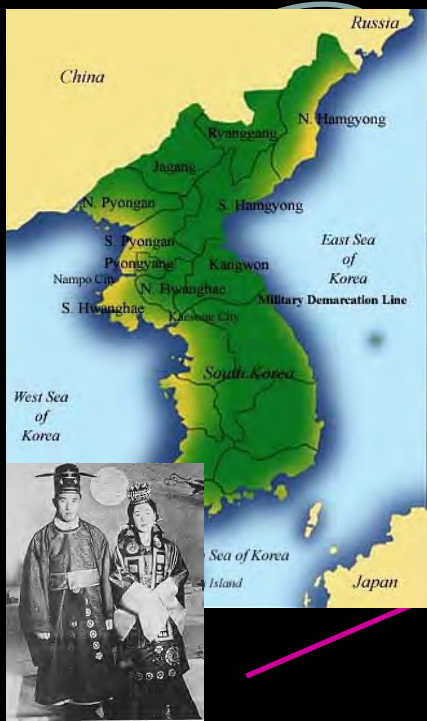 Russia
China
N. Hamgyong
Ryanggang
Jagang
N. Pyongan
S. Hamgyong
S. Pyongan
East Sea
of
Korea
Pyongyang
Kangwon
Nampo City
N. Hwanghae
Military Demarcation Line
S. Hwanghae
Kaesong City
South Korea
West Sea
of
Korea
Sea of Korea
Island
Japan